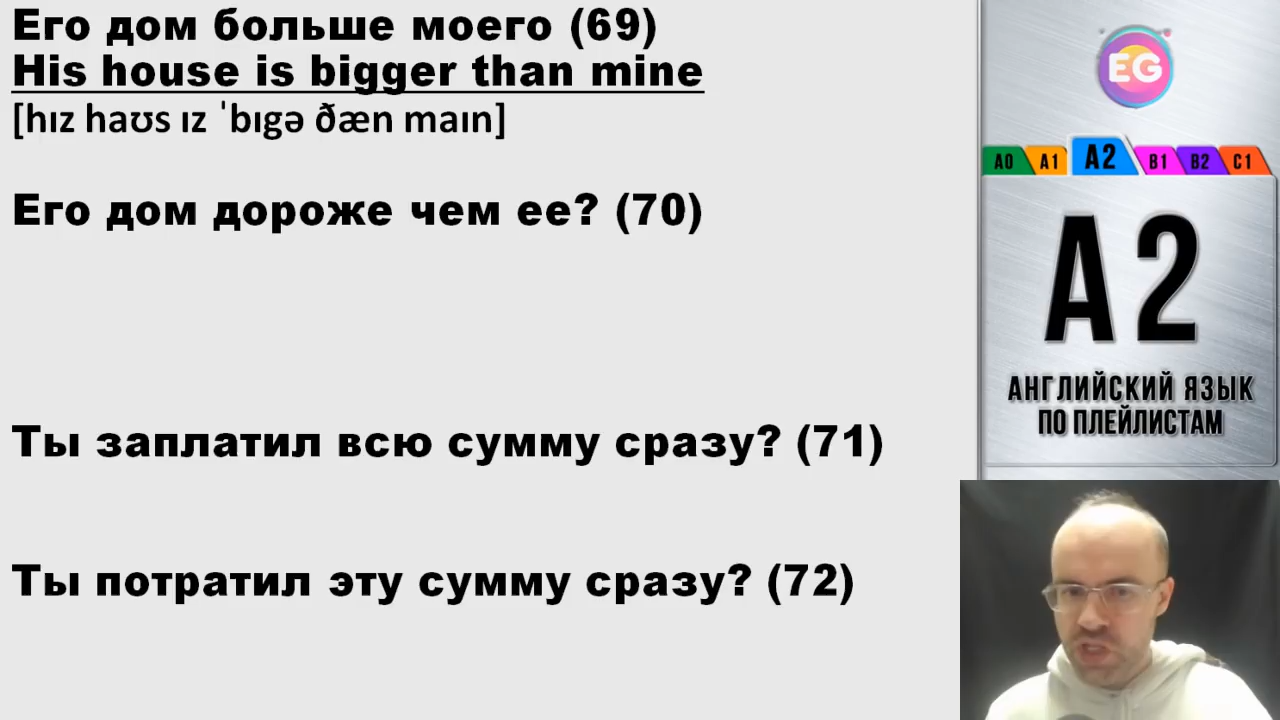 Его дом больше моего (69)
His house is bigger than mine
[hɪz haʊs ɪz ˈbɪgə ðæn maɪn]
Его дом дороже чем ее? (70)
Ты заплатил всю сумму сразу? (71)
Ты потратил эту сумму сразу? (72)
EG
A0 A1 A2 B1 B2 C1
A2
АНГЛИЙСКИЙ ЯЗЫК
ПО ПЛЕЙЛИСТАМ